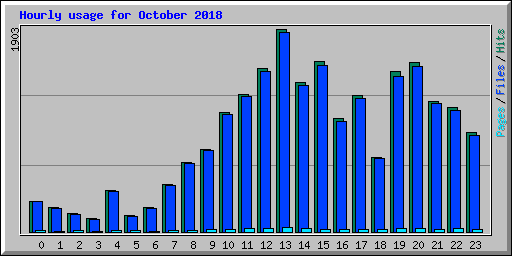 Hourly usage for October 2018
1903
Pages/Files/Hits
0 1 2 3 4 5 6 7 8 9 10 11 12 13 14 15 16 17 18 19 20 21 22 23